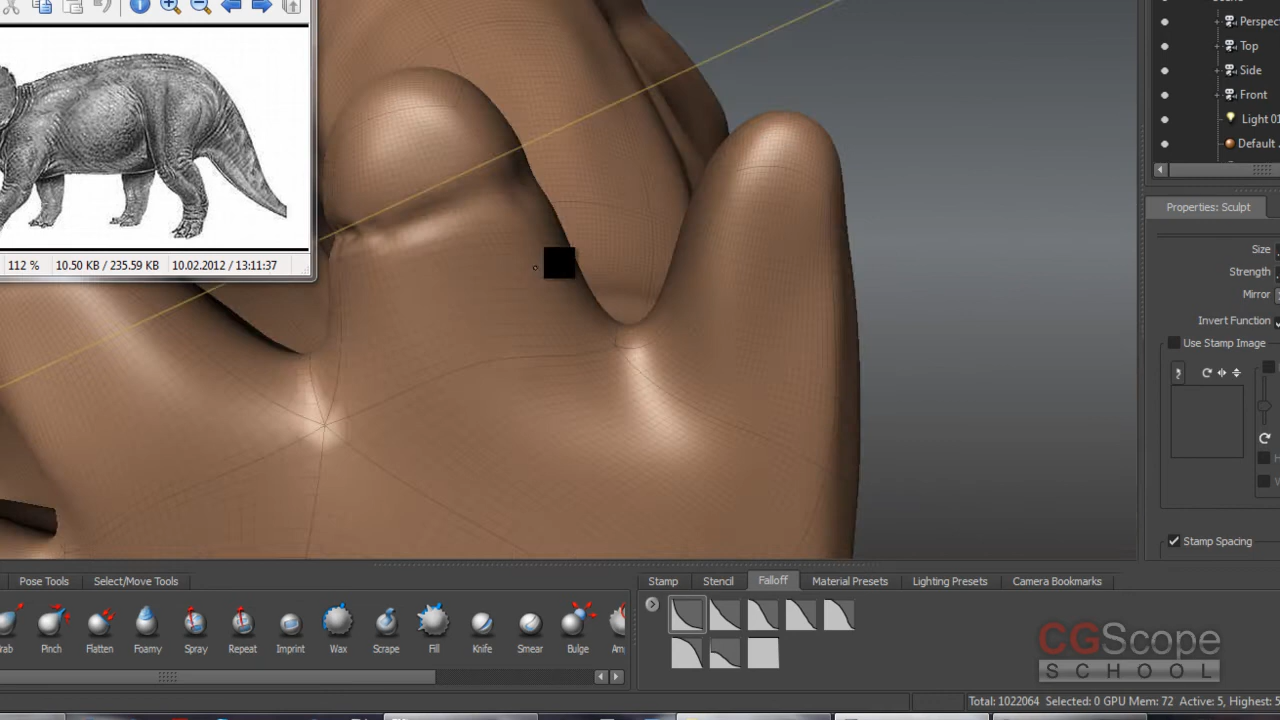 112 %
10.50 KB / 235.59 KB
10.02.2012 / 13:11:37
Top
Side
Front
Light 01
Default
Properties: Sculpt
Size
Strength
Mirror
Invert Function
Use Stamp Image
Stamp Spacing
Pose Tools
Select/Move Tools
Stamp
Stencil
Falloff
Material Presets
Lighting Presets
Camera Bookmarks
Pinch
Flatten
Foamy
Spray
Repeat
Imprint
Wax
Scrape
Fill
Knife
Smear
Bulge
CGScope
SCHOOL
Total: 1022064 Selected: 0 GPU Mem: 72 Active: 5, Highest: 5